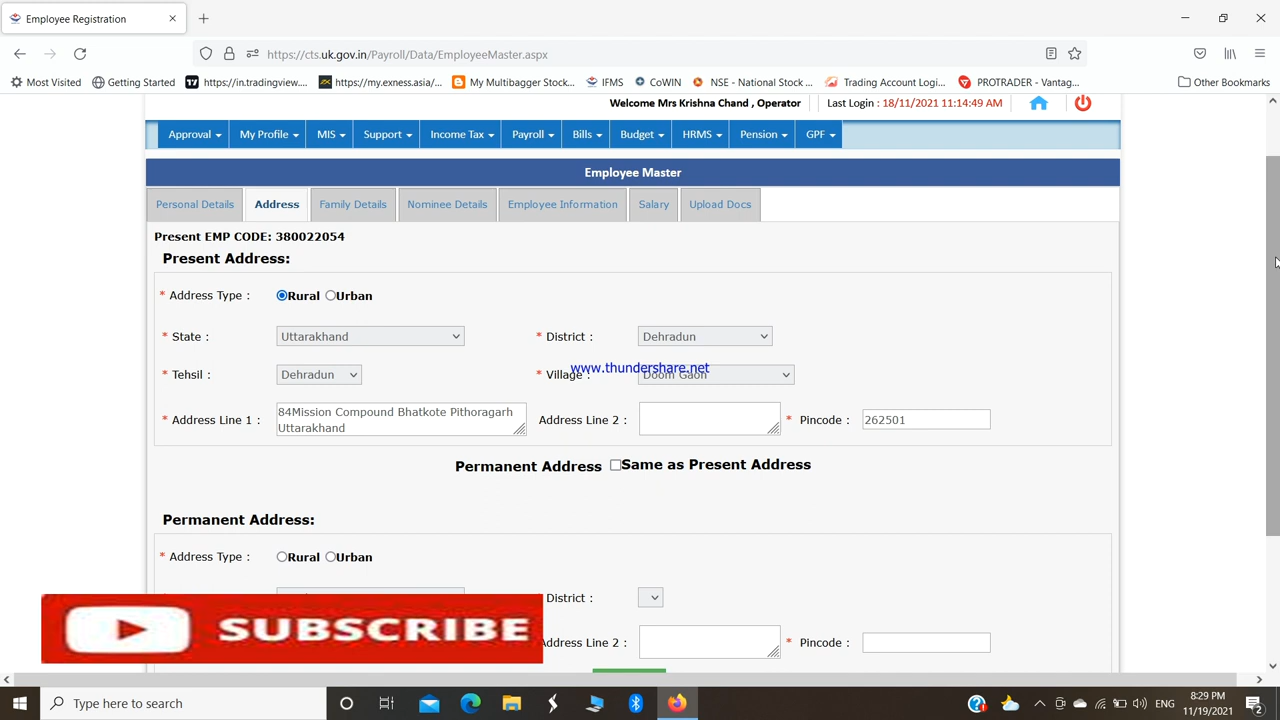 Employee Registration
https://cts.uk.gov.in/Payroll/Data/EmployeeMaster.aspx
Most Visited Getting Started https://in.tradingview.... https://my.exness.asia/... My Multibagger Stock... IFMS CoWIN NSE - National Stock ... Trading Account Logi... PROTRADER - Vantag... Other Bookmarks
Welcome Mrs Krishna Chand , Operator Last Login : 18/11/2021 11:14:49 AM
Approval My Profile MIS Support Income Tax Payroll Bills Budget HRMS Pension GPF
Employee Master
Personal Details Address Family Details Nominee Details Employee Information Salary Upload Docs
Present EMP CODE: 380022054
Present Address:
* Address Type : Rural Urban
* State : Uttarakhand * District : Dehradun
www.thundershare.net
* Tehsil : Dehradun * Village : Doom Gaon
* Address Line 1 : 84Mission Compound Bhatkote Pithoragarh Address Line 2 : * Pincode : 262501
Uttarakhand
Permanent Address Same as Present Address
Permanent Address:
* Address Type : Rural Urban
District :
SUBSCRIBE
Address Line 2 : * Pincode :
Type here to search
ENG
8:29 PM
11/19/2021
2